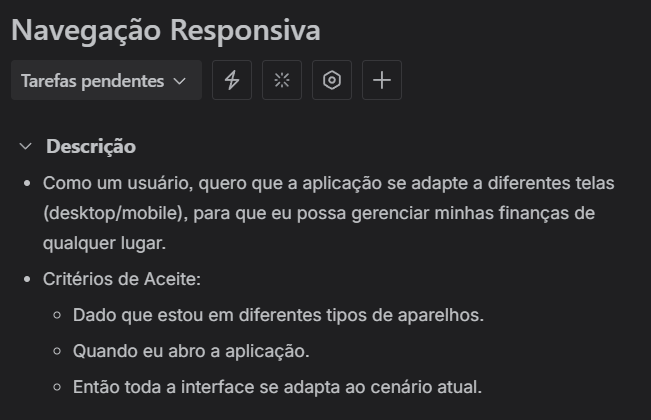 Navegação Responsiva
Tarefas pendentes
Descrição
Como um usuário, quero que a aplicação se adapte a diferentes telas
(desktop/mobile), para que eu possa gerenciar minhas finanças de
qualquer lugar.
Critérios de Aceite:
Dado que estou em diferentes tipos de aparelhos.
Quando eu abro a aplicação.
Então toda a interface se adapta ao cenário atual.